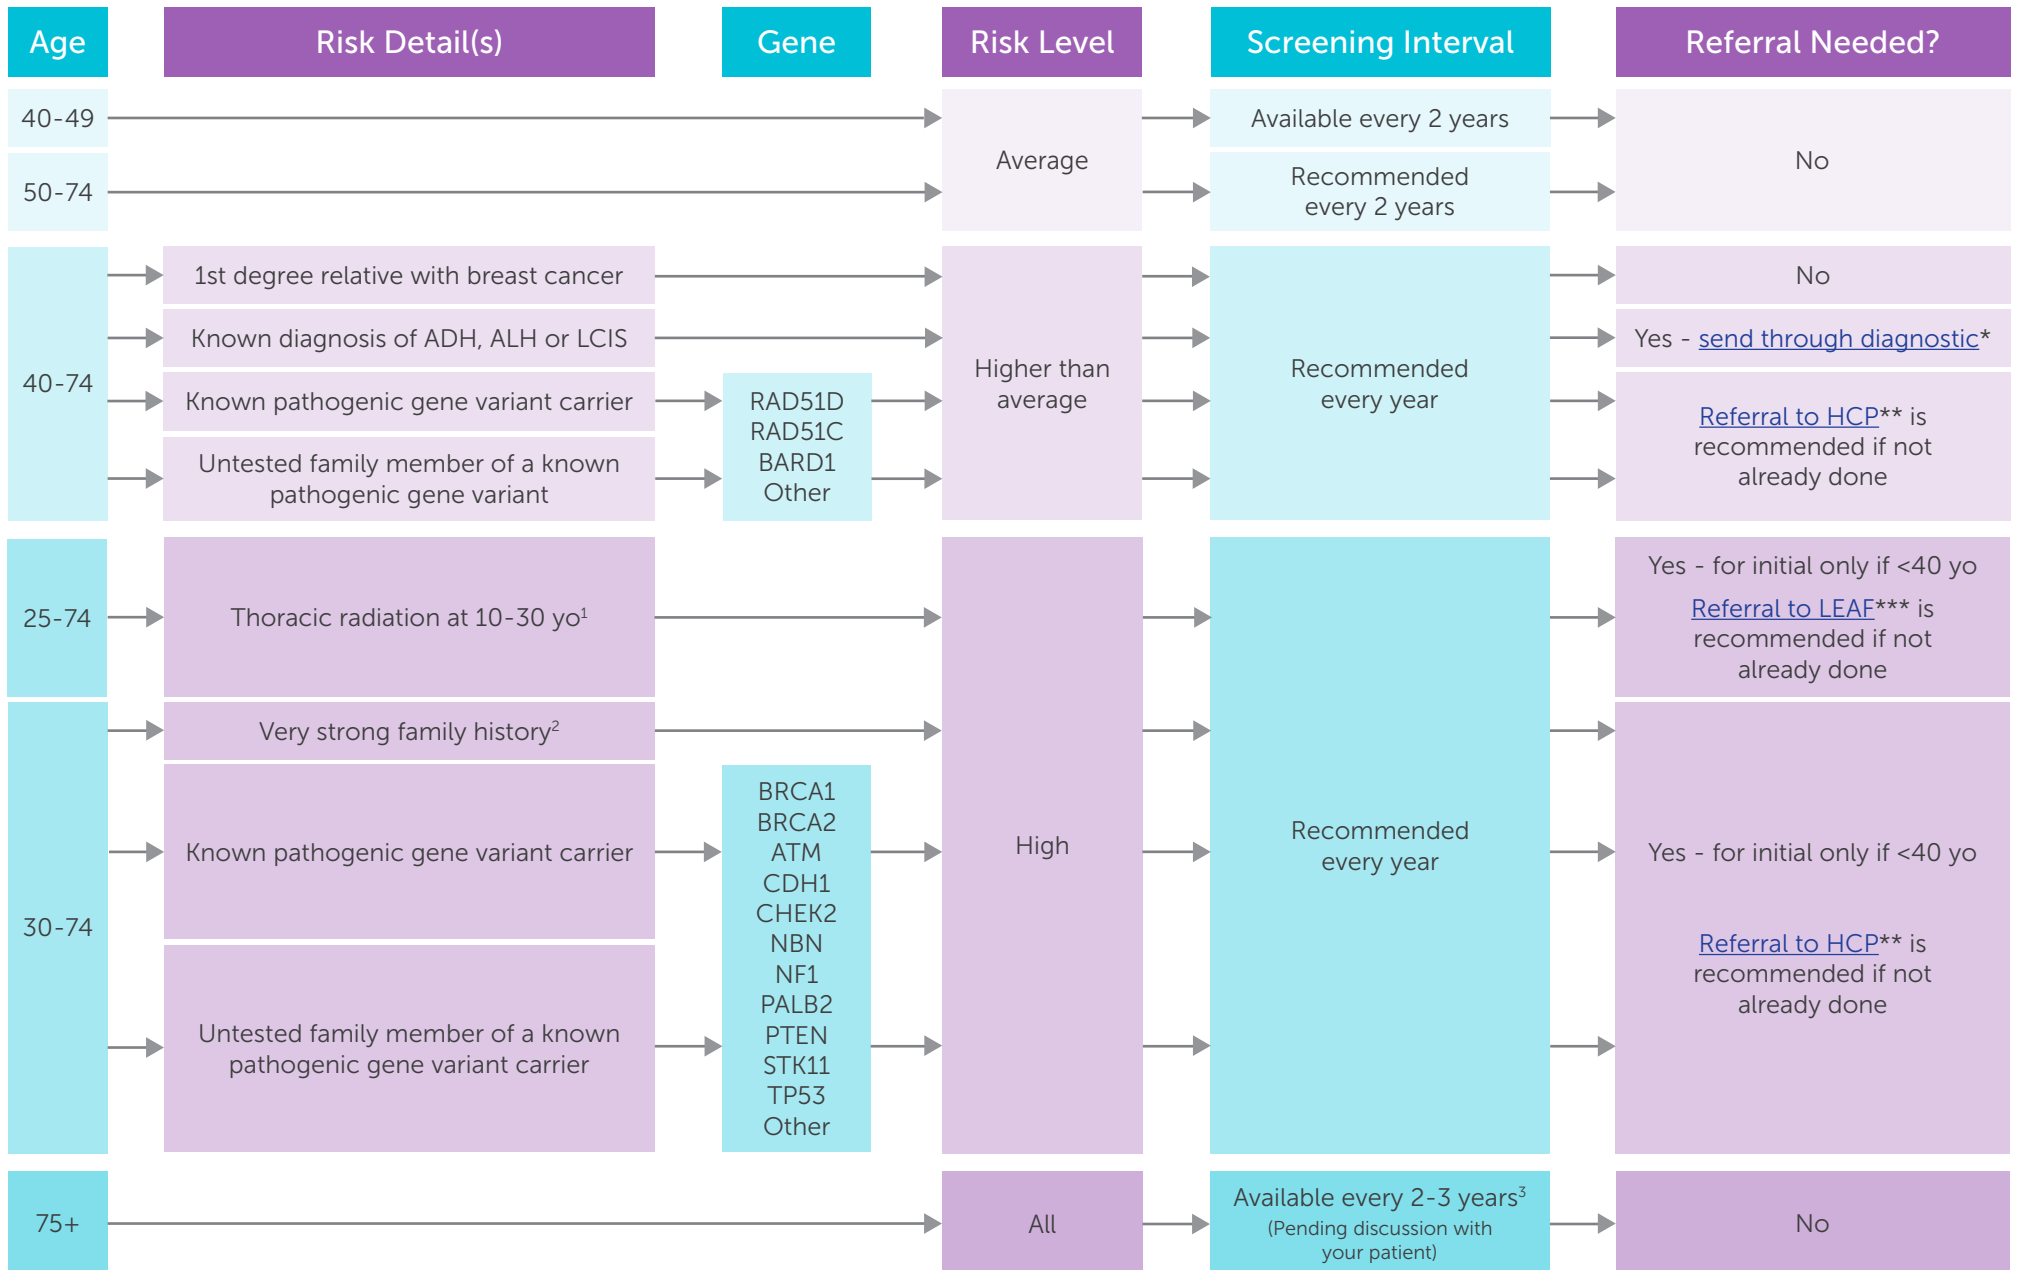 Age
Risk Detail(s)
Gene
Risk Level
Screening Interval
Referral Needed?
40-49
50-74
Average
Available every 2 years
Recommended
every 2 years
No
40-74
1st degree relative with breast cancer
Known diagnosis of ADH, ALH or LCIS
Known pathogenic gene variant carrier
Untested family member of a known
pathogenic gene variant
RAD51D
RAD51C
BARD1
Other
Higher than
average
Recommended
every year
No
Yes - send through diagnostic*
Referral to HCP** is
recommended if not
already done
25-74
Thoracic radiation at 10-30 yo¹
30-74
Very strong family history²
Known pathogenic gene variant carrier
Untested family member of a known
pathogenic gene variant carrier
BRCA1
BRCA2
ATM
CDH1
CHEK2
NBN
NF1
PALB2
PTEN
STK11
TP53
Other
High
Recommended
every year
Yes - for initial only if <40 yo
Referral to LEAF*** is
recommended if not
already done
Yes - for initial only if <40 yo
Referral to HCP** is
recommended if not
already done
75+
All
Available every 2-3 years³
(Pending discussion with
your patient)
No